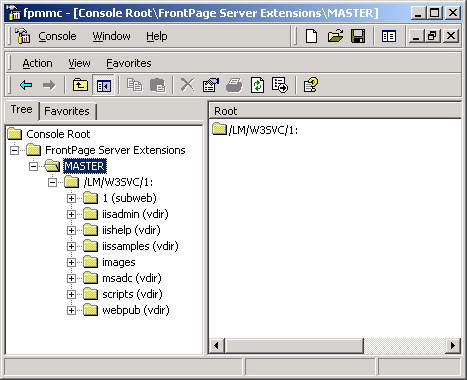 fpmmc - [Console Root\FrontPage Server Extensions\MASTER]
Console Window Help
Action View Favorites
Tree Favorites
Console Root
FrontPage Server Extensions
MASTER
/LM/W3SVC/1:
1 (subweb)
iisadmin (vdir)
iishelp (vdir)
iissamples (vdir)
images
msadc (vdir)
scripts (vdir)
webpub (vdir)
Root
/LM/W3SVC/1: